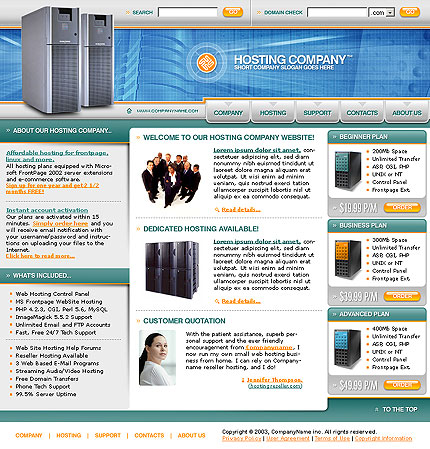 SEARCH
GO
DOMAIN CHECK
.com
GO
HOSTING COMPANY
SHORT COMPANY SLOGAN GOES HERE
WWW.COMPANYNAME.COM
COMPANY
HOSTING
SUPPORT
CONTACTS
ABOUT US
ABOUT OUR HOSTING COMPANY...
Affordable hosting for frontpage,
linux and more.
All hosting plans equipped with Micro-
soft FrontPage 2002 server extensions
and e-commerce software.
Sign up for one year and get 2 1/2
months FREE!
Instant account activation
Our plans are activated within 15
minutes. Simply order here and you
will receive email notification with
your username/password and instruc-
tions on uploading your files to the
Internet.
Click here to read more...
WHAT'S INCLUDED...
Web Hosting Control Panel
MS Frontpage WebSite Hosting
PHP 4.2.3, CGI, Perl 5.6, MySQL
ImageMagick 5.5.2 Support
Unlimited Email and FTP Accounts
Fast, Free 24/7 Tech Support
Web Site Hosting Help Forums
Reseller Hosting Available
3 Web Based E-Mail Programs
Streaming Audio/Video Hosting
Free Domain Transfers
Phone Tech Support
99.5% Server Uptime
WELCOME TO OUR HOSTING COMPANY WEBSITE!
Lorem ipsum dolor sit amet, con-
sectetuer adipiscing elit, sed diam
nonummy nibh euismod tincidunt
ut laoreet dolore magna aliquam
erat volutpat. Ut wisi enim ad minim
veniam, quis nostrud exerci tation
ullamcorper suscipit lobortis nisl ut
aliquip ex ea commodo consequat.
Read details...
DEDICATED HOSTING AVAILABLE!
Lorem ipsum dolor sit amet,
consectetuer adipiscing elit, sed
diam nonummy nibh euismod
tincidunt ut
laoreet dolore magna aliquam erat
volutpat. Ut wisi enim ad minim
veniam, quis nostrud exerci tation
ullamcorper suscipit lobortis nisl ut
aliquip ex ea commodo consequat.
Read details...
CUSTOMER QUOTATION
With the patient assistance, superb per-
sonal support and the ever friendly
encouragement from Companyname, I
now run my own small web hosting busi-
ness from home. I can rely on Compan-
yname reseller hosting, and I do!
Jennifer Thompson,
(hostingreseller.com)
BEGINNER PLAN
200Mb Space
Unlimited Transfer
ASP, CGI, PHP
UNIX or NT
Control Panel
Frontpage Ext.
$19.99 P/M
ORDER
BUSINESS PLAN
300Mb Space
Unlimited Transfer
ASP, CGI, PHP
UNIX or NT
Control Panel
Frontpage Ext.
$39.99 P/M
ORDER
ADVANCED PLAN
400Mb Space
Unlimited Transfer
ASP, CGI, PHP
UNIX or NT
Control Panel
Frontpage Ext.
$49.99 P/M
ORDER
TO THE TOP
COMPANY | HOSTING | SUPPORT | CONTACTS | ABOUT US
Copyright © 2003, CompanyName inc. All rights reserved.
Privacy Policy | User Agreement | Terms of Use | Copyright information